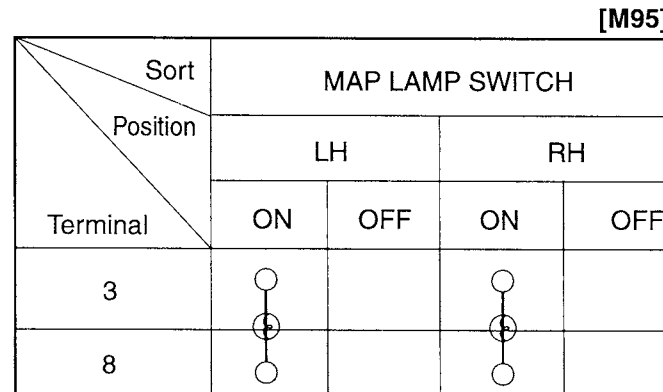 [M95]
Sort
MAP LAMP SWITCH
Position
LH RH
Terminal ON OFF ON OFF
3
8